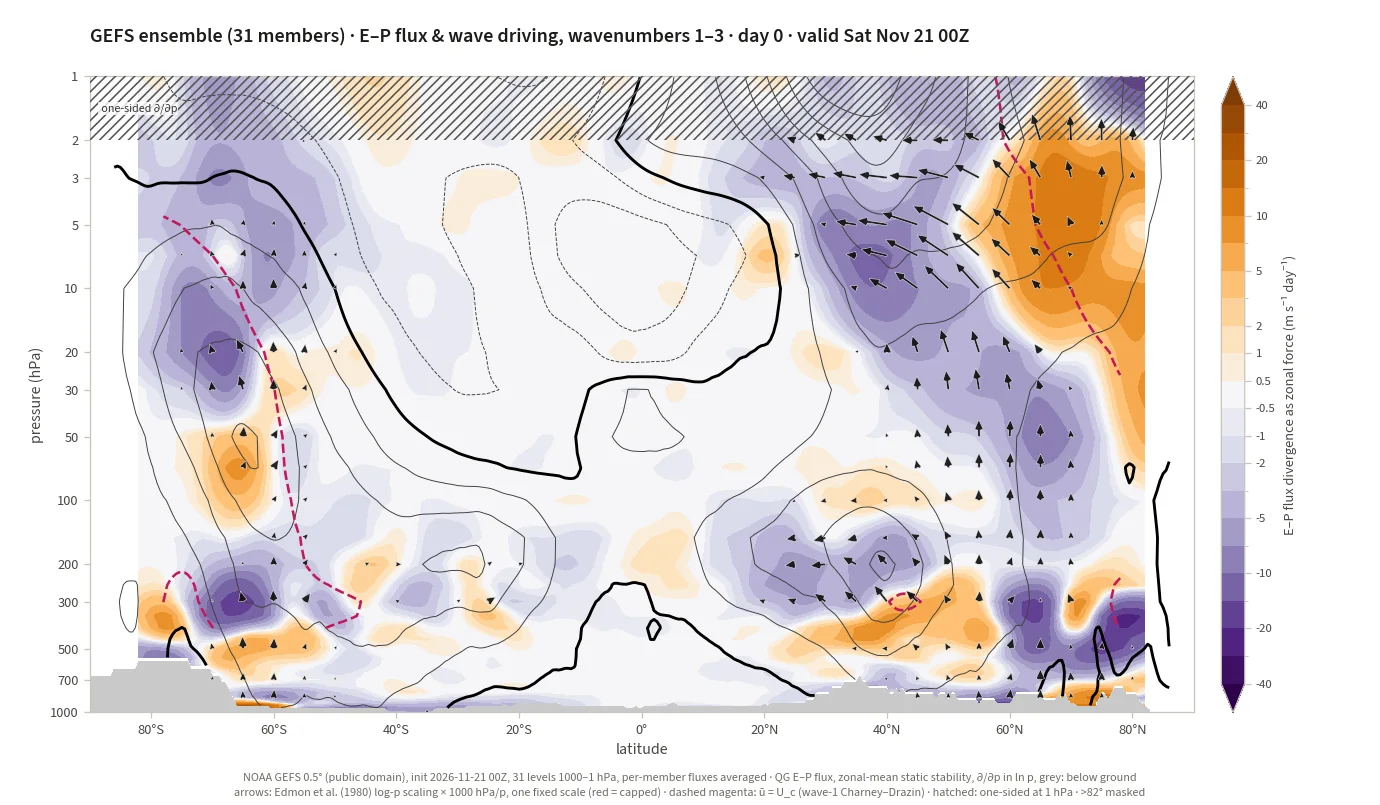 GEFS ensemble (31 members) · E–P flux & wave driving, wavenumbers 1–3 · day 0 · valid Sat Nov 21 00Z
one-sided ∂/∂p
pressure (hPa)
1
2
3
5
10
20
30
50
100
200
300
500
700
1000
80°S
60°S
40°S
20°S
0°
20°N
40°N
60°N
80°N
latitude
40
20
10
5
2
1
0.5
-0.5
-1
-2
-5
-10
-20
-40
E–P flux divergence as zonal force (m s⁻¹ day⁻¹)
NOAA GEFS 0.5° (public domain), init 2026-11-21 00Z, 31 levels 1000–1 hPa, per-member fluxes averaged · QG E–P flux, zonal-mean static stability, ∂/∂p in ln p, grey: below ground
arrows: Edmon et al. (1980) log-p scaling × 1000 hPa/p, one fixed scale (red = capped) · dashed magenta: ū = U_c (wave-1 Charney–Drazin) · hatched: one-sided at 1 hPa · >82° masked